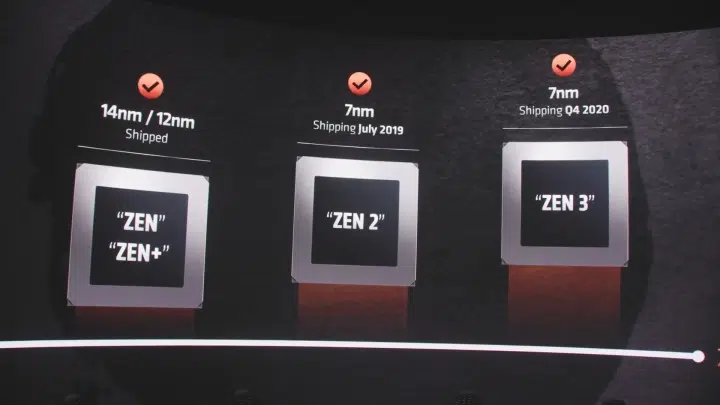 14nm / 12nm
Shipped
“ZEN”
“ZEN+”
7nm
Shipping July 2019
“ZEN 2”
7nm
Shipping Q4 2020
“ZEN 3”